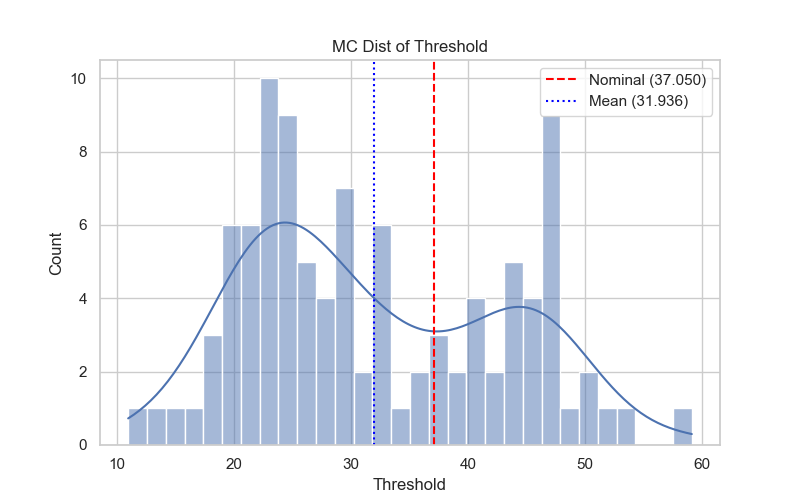 MC Dist of Threshold
Nominal (37.050)
Mean (31.936)
Count
10
8
6
4
2
0
10 20 30 40 50 60
Threshold